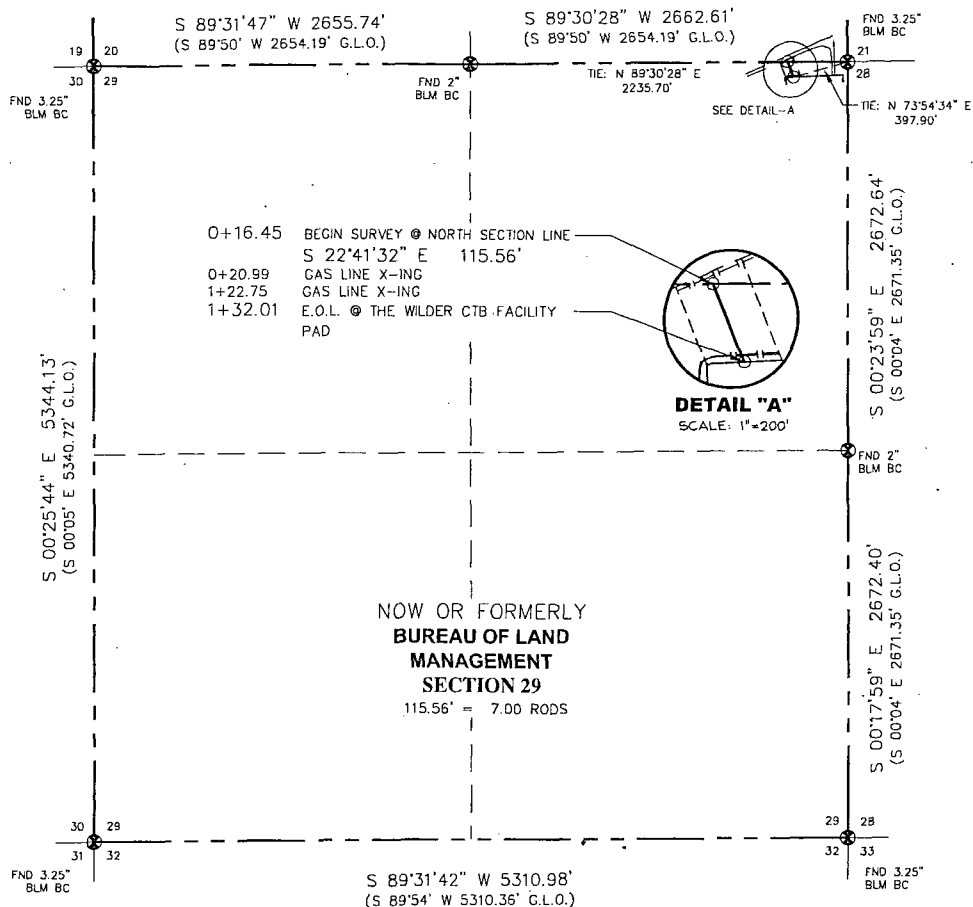 S 89°31'47" W 2655.74'
(S 89°50' W 2654.19' G.L.O.)
S 89°30'28" W 2662.61'
(S 89°50' W 2654.19' G.L.O.)
FND 3.25"
BLM BC
19 20
30 29
FND 3.25"
BLM BC
FND 2"
BLM BC
TIE: N 89°30'28" E
2235.70'
21
28
SEE DETAIL-A
TIE: N 73°54'34" E
397.90'
0+16.45 BEGIN SURVEY @ NORTH SECTION LINE
S 22°41'32" E 115.56'
0+20.99 GAS LINE X-ING
1+22.75 GAS LINE X-ING
1+32.01 E.O.L. @ THE WILDER CTB FACILITY
PAD
DETAIL "A"
SCALE: 1"=200'
S 00°23'59" E 2672.64'
(S 00°04' E 2671.35' G.L.O.)
S 00°25'44" E 5344.13'
(S 00°05' E 5340.72' G.L.O.)
FND 2"
BLM BC
NOW OR FORMERLY
BUREAU OF LAND
MANAGEMENT
SECTION 29
115.56' = 7.00 RODS
S 00°17'59" E 2672.40'
(S 00°04' E 2671.35' G.L.O.)
30 29
31 32
FND 3.25"
BLM BC
29 28
32 33
FND 3.25"
BLM BC
S 89°31'42" W 5310.98'
(S 89°54' W 5310.36' G.L.O.)